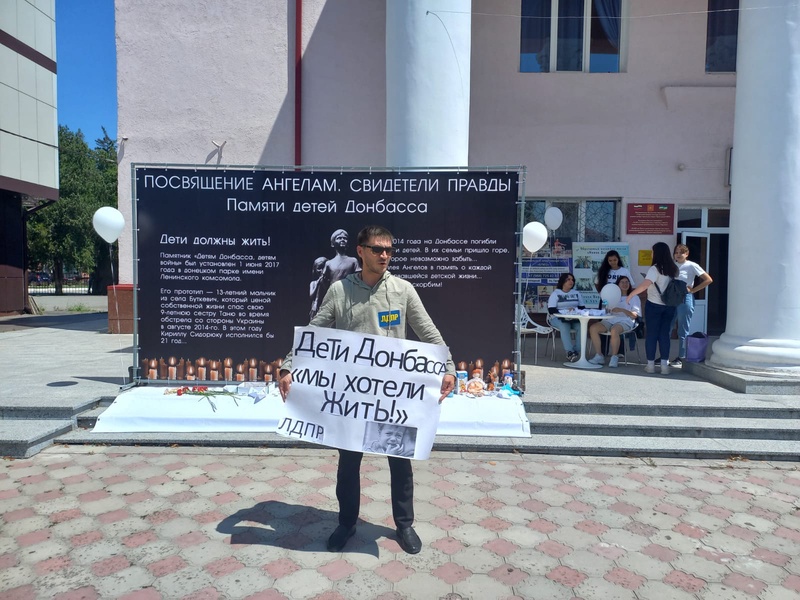 ПОСВЯЩЕНИЕ АНГЕЛАМ. СВИДЕТЕЛИ ПРАВДЫ
Памяти детей Донбасса
Дети должны жить!
Памятник «Детям Донбасса, детям
войны был установлен 1 июня 2017
года в донецком парке имени
Ленинского комсомола.
Его прототип — 13-летний мальчик
из села Буткевич, который ценой
собственной жизни спас свою
9-летнюю сестру Таню во время
обстрела со стороны Украины
в августе 2014-го. В этом году
Кириллу Сидорюку исполнился бы
21 год...
2014 года на Донбассе погибли
и детей. В их семьи пришло горе,
которое невозможно забыть...
Ангелов в память о каждой
детской жизни...
скорбим!
ЛДПР
Дети Донбасса
«мы хотели
жить!»
ЛДПР